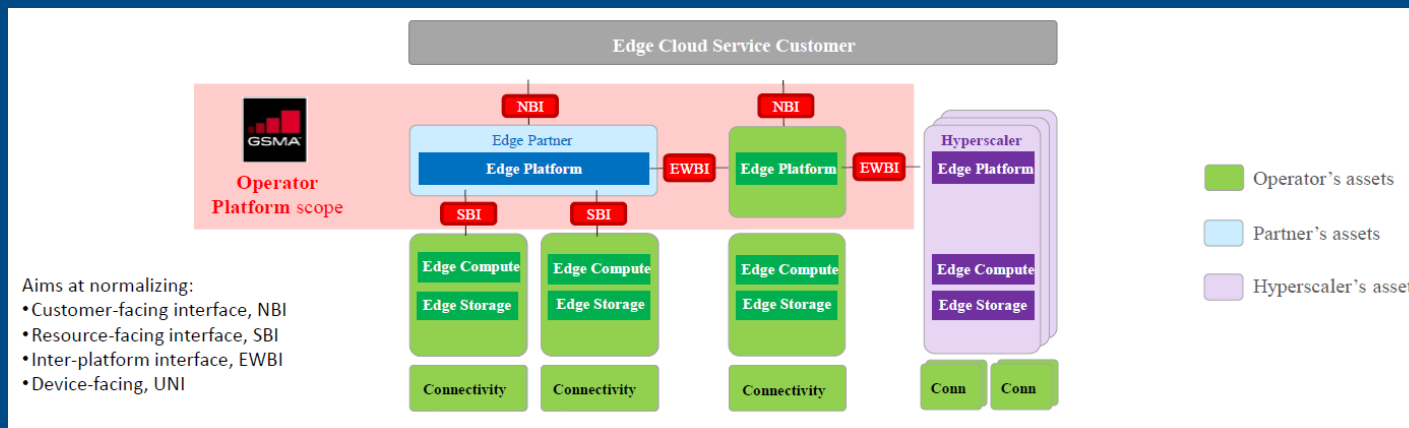 Edge Cloud Service Customer
NBI
NBI
GSMA
Operator
Platform scope
Edge Partner
Edge Platform
EWBI
Edge Platform
EWBI
Hyperscaler
Edge Platform
SBI
SBI
Edge Compute
Edge Storage
Edge Compute
Edge Storage
Edge Compute
Edge Storage
Edge Compute
Edge Storage
Connectivity
Connectivity
Connectivity
Conn
Conn
Operator's assets
Partner's assets
Hyperscaler's asset
Aims at normalizing:
•Customer-facing interface, NBI
•Resource-facing interface, SBI
•Inter-platform interface, EWBI
•Device-facing, UNI